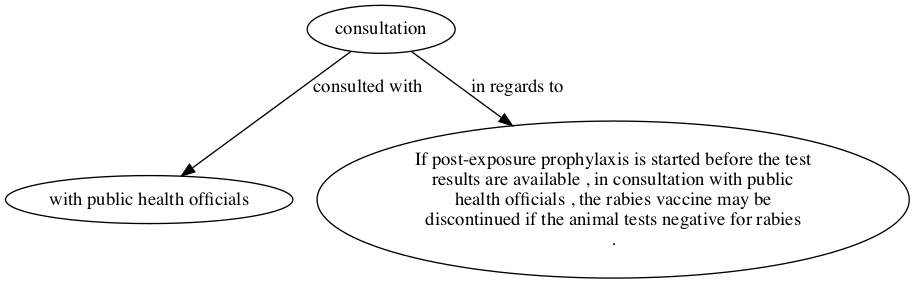 consultation
consulted with
in regards to
with public health officials
If post-exposure prophylaxis is started before the test
results are available , in consultation with public
health officials , the rabies vaccine may be
discontinued if the animal tests negative for rabies
.